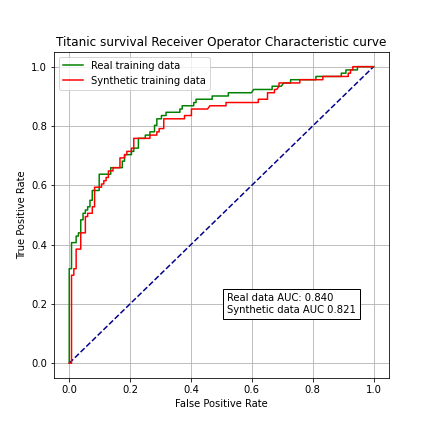 Titanic survival Receiver Operator Characteristic curve
Real training data
Synthetic training data
1.0
0.8
0.6
0.4
0.2
0.0
True Positive Rate
Real data AUC: 0.840
Synthetic data AUC 0.821
0.0 0.2 0.4 0.6 0.8 1.0
False Positive Rate